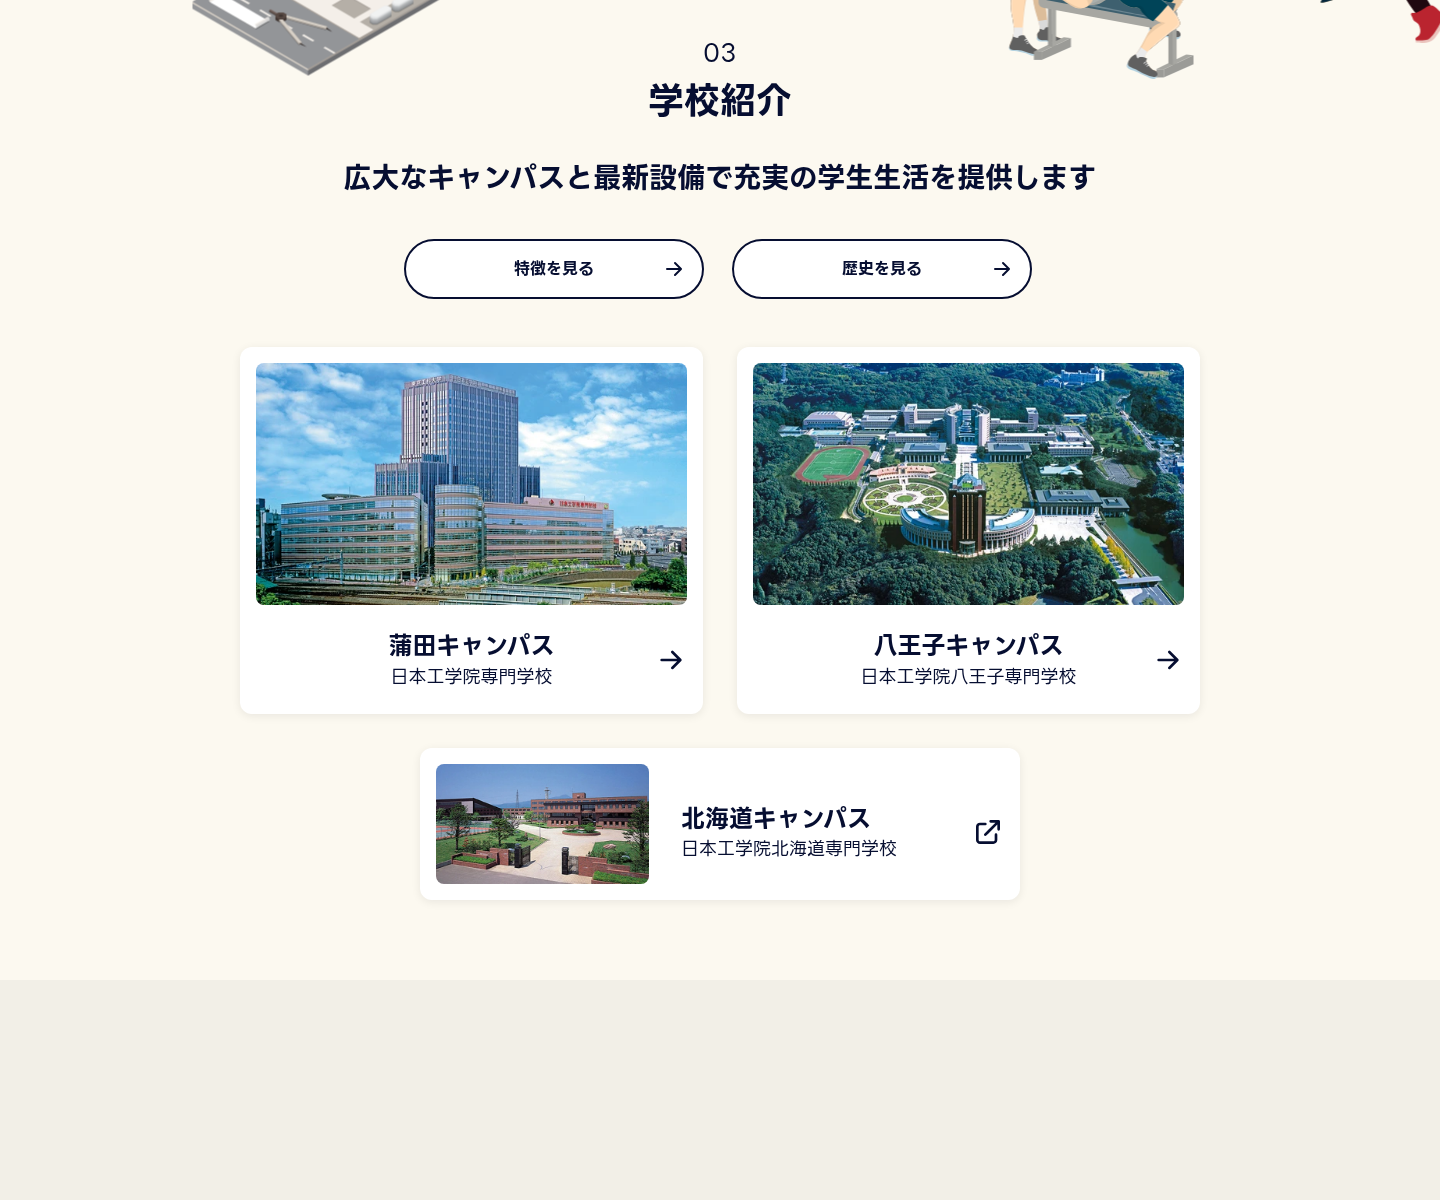 03
学校紹介
広大なキャンパスと最新設備で充実の学生生活を提供します
特徴を見る
歴史を見る
蒲田キャンパス
日本工学院専門学校
八王子キャンパス
日本工学院八王子専門学校
北海道キャンパス
日本工学院北海道専門学校